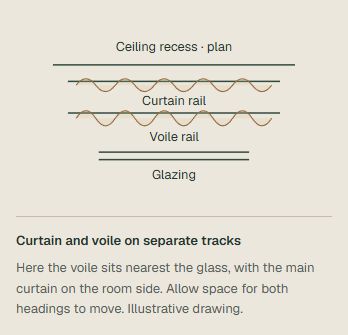 Ceiling recess · plan
Curtain rail
Voile rail
Glazing
Curtain and voile on separate tracks
Here the voile sits nearest the glass, with the main
curtain on the room side. Allow space for both
headings to move. Illustrative drawing.